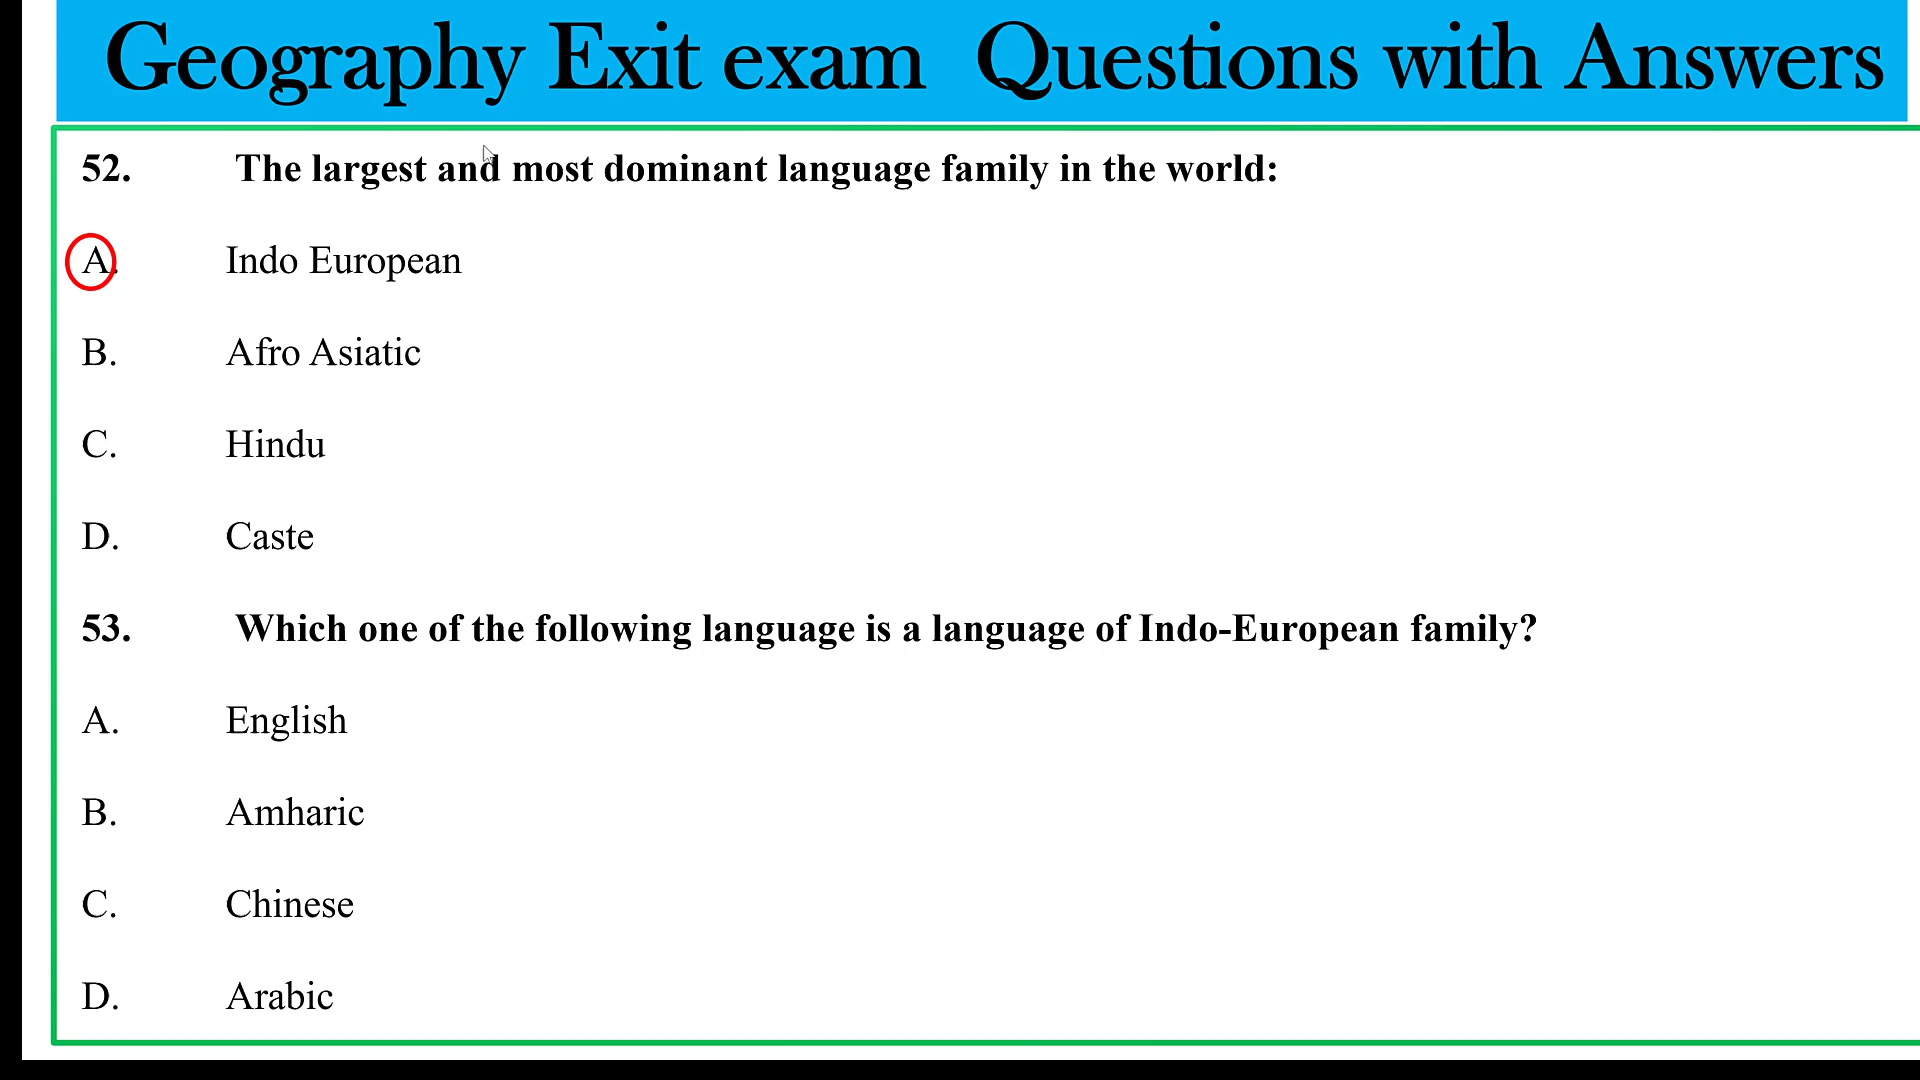 Geography Exit exam Questions with Answers
52. The largest and most dominant language family in the world:
A. Indo European
B. Afro Asiatic
C. Hindu
D. Caste
53. Which one of the following language is a language of Indo-European family?
A. English
B. Amharic
C. Chinese
D. Arabic